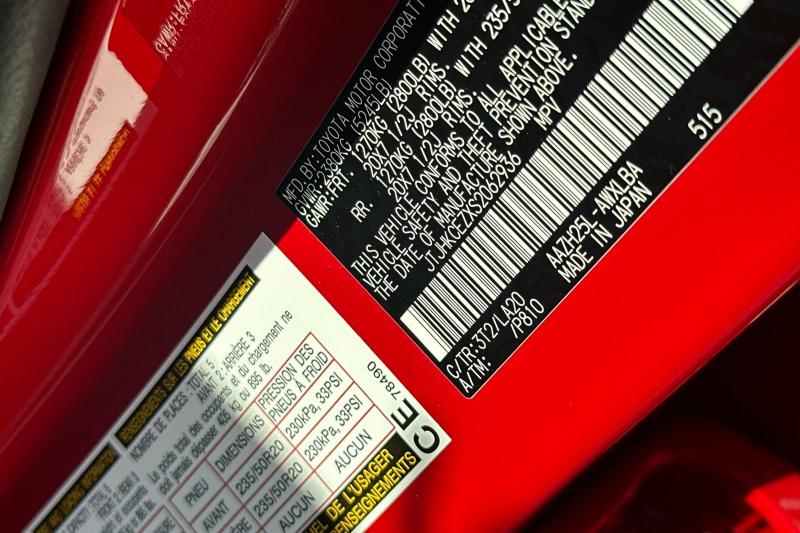 MFD. BY: TOYOTA MOTOR CORPORATI
GVWR: 2380KG (5245LB)
GAWR: FRT. 1270KG (2800LB) WITH 235/5
20X7 1/2J RIMS.
RR. 1270KG (2800LB) WITH 235/5
20X7 1/2J RIMS.
THIS VEHICLE CONFORMS TO ALL APPLICABLE
VEHICLE SAFETY AND THEFT PREVENTION STAND
THE DATE OF MANUFACTURE SHOWN ABOVE.
JTJHKCEZXS2062936 MPV
515
C/TR: 3T2/LA20 AAZH25L-AWXLBA
A/TM: /P810 MADE IN JAPAN
RENSEIGNEMENTS SUR LES PNEUS ET LE CHARGEMENT
NOMBRE DE PLACES : TOTAL 5
AVANT 2 : ARRIÈRE 3
Le poids total des occupants et du chargement ne
doit jamais dépasser 405 kg ou 895 lb.
PNEU DIMENSIONS PRESSION DES PNEUS À FROID
AVANT 235/50R20 230kPa, 33PSI
235/50R20 230kPa, 33PSI
AUCUN AUCUN
CE 78490
DE L'USAGER
RENSEIGNEMENTS